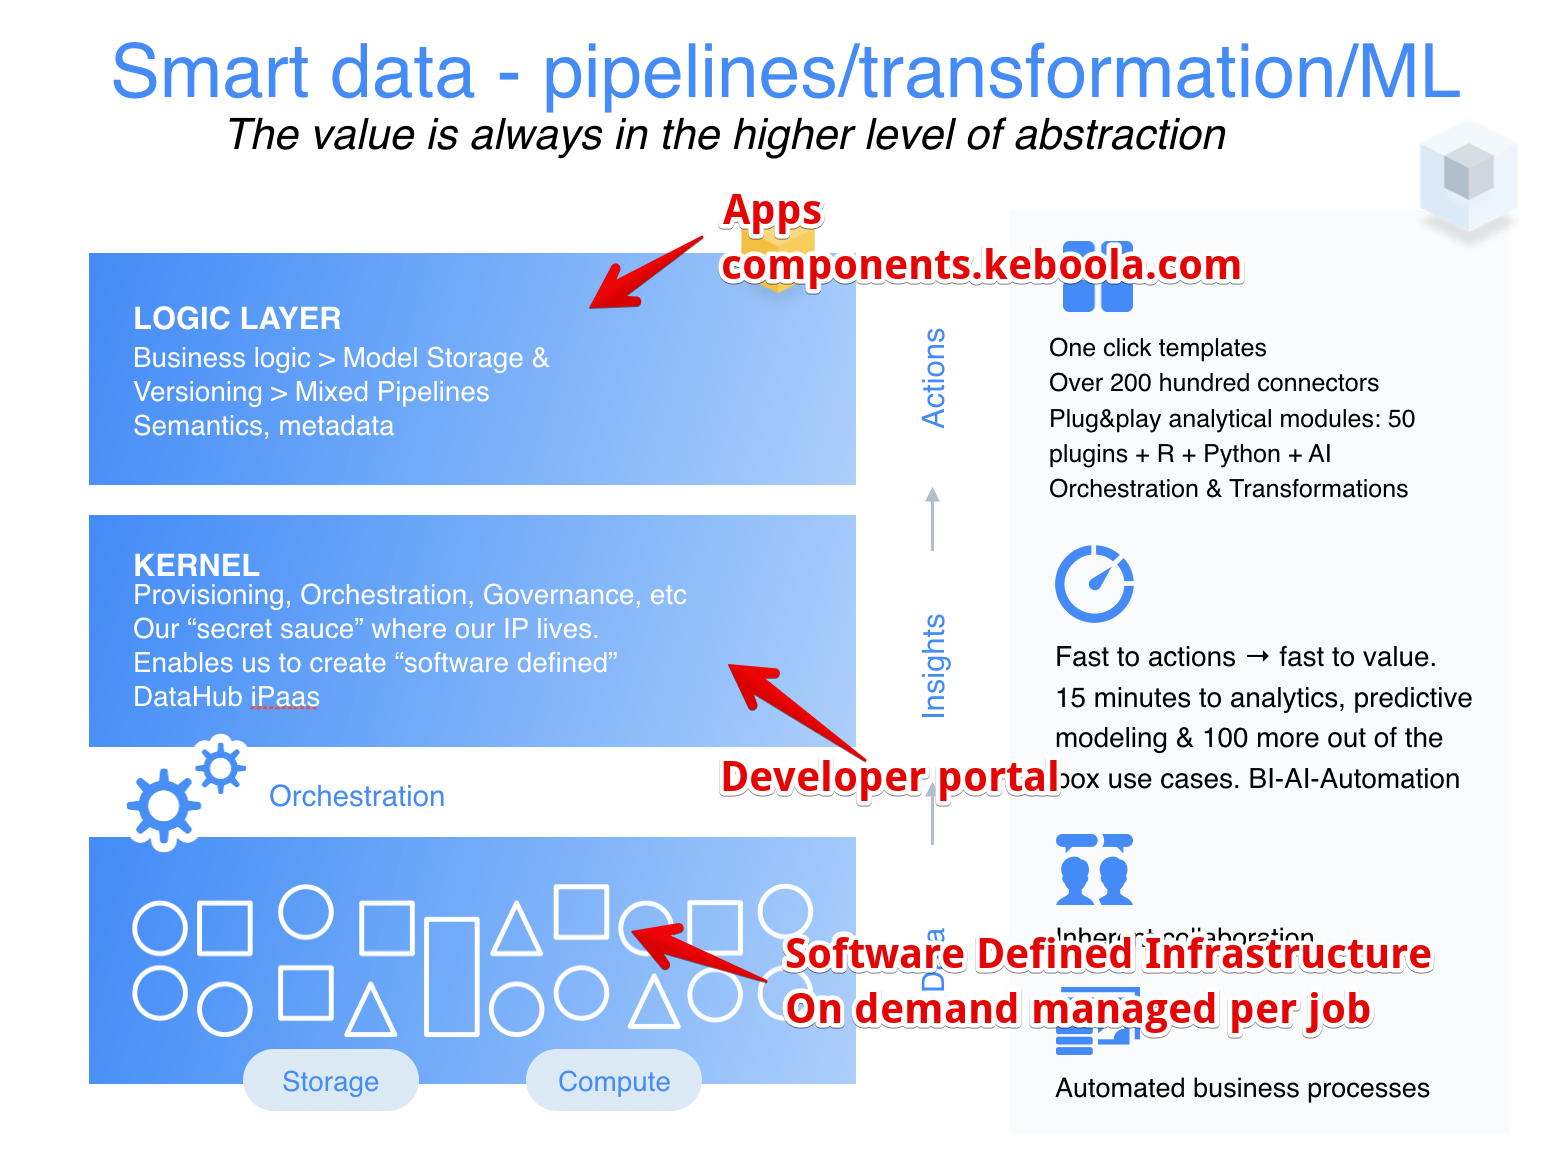 Smart data - pipelines/transformation/ML
The value is always in the higher level of abstraction
Apps
components.keboola.com
LOGIC LAYER
Business logic > Model Storage &
Versioning > Mixed Pipelines
Semantics, metadata
KERNEL
Provisioning, Orchestration, Governance, etc
Our “secret sauce” where our IP lives.
Enables us to create “software defined”
DataHub iPaas
Developer portal
Orchestration
Software Defined Infrastructure
On demand managed per job
Storage
Compute
Actions
Insights
Data
One click templates
Over 200 hundred connectors
Plug&play analytical modules: 50
plugins + R + Python + AI
Orchestration & Transformations
Fast to actions → fast to value.
15 minutes to analytics, predictive
modeling & 100 more out of the
box use cases. BI-AI-Automation
Inherent collaboration
Automated business processes